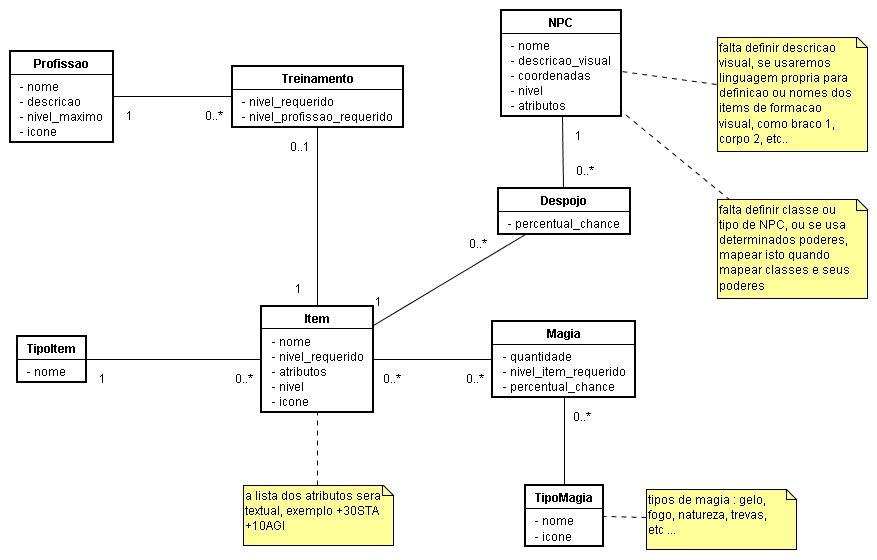 NPC
- nome
- descricao_visual
- coordenadas
- nivel
- atributos
falta definir descricao
visual, se usaremos
linguagem propria para
definicao ou nomes dos
items de formacao
visual, como braco 1,
corpo 2, etc..
Profissao
- nome
- descricao
- nivel_maximo
- icone
1
0..*
Treinamento
- nivel_requerido
- nivel_profissao_requerido
0..1
1
1
0..*
Despojo
- percentual_chance
0..*
1
falta definir classe ou
tipo de NPC, ou se usa
determinados poderes,
mapear isto quando
mapear classes e seus
poderes
TipoItem
- nome
1
0..*
Item
- nome
- nivel_requerido
- atributos
- nivel
- icone
0..*
0..*
Magia
- quantidade
- nivel_item_requerido
- percentual_chance
0..*
a lista dos atributos sera
textual, exemplo +30STA
+10AGI
TipoMagia
- nome
- icone
tipos de magia : gelo,
fogo, natureza, trevas,
etc ...